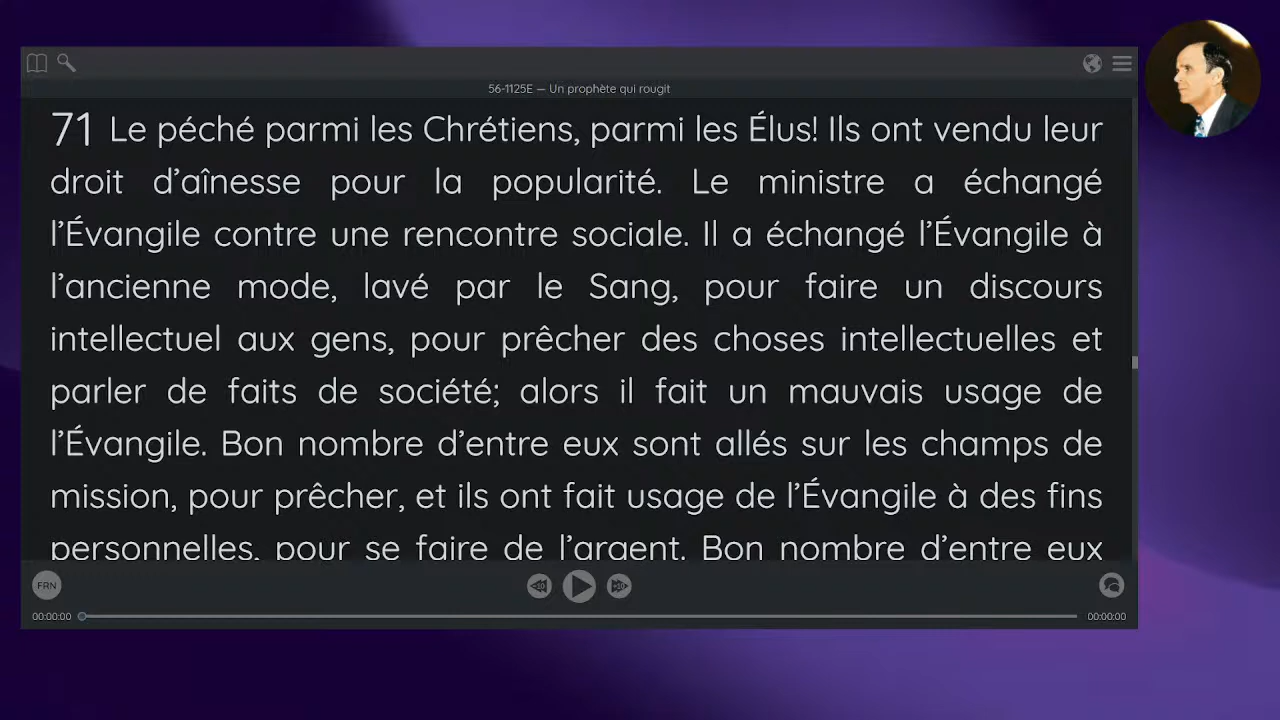 56-1125E — Un prophète qui rougit
71 Le péché parmi les Chrétiens, parmi les Élus! Ils ont vendu leur
droit d’aînesse pour la popularité. Le ministre a échangé
l’Évangile contre une rencontre sociale. Il a échangé l’Évangile à
l’ancienne mode, lavé par le Sang, pour faire un discours
intellectuel aux gens, pour prêcher des choses intellectuelles et
parler de faits de société; alors il fait un mauvais usage de
l’Évangile. Bon nombre d’entre eux sont allés sur les champs de
mission, pour prêcher, et ils ont fait usage de l’Évangile à des fins
personnelles, pour se faire de l’argent. Bon nombre d’entre eux
FRN
00:00:00 00:00:00